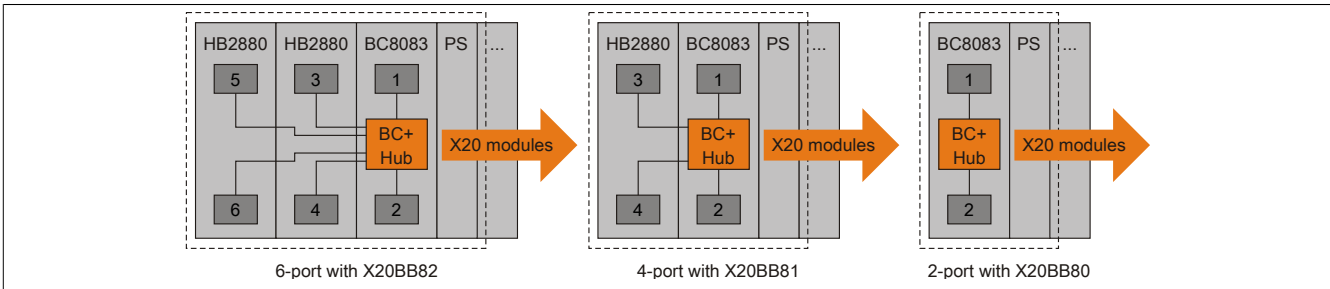 HB2880 HB2880 BC8083 PS ...
5 3 1
BC+
Hub
X20 modules
6 4 2
6-port with X20BB82
HB2880 BC8083 PS ...
3 1
BC+
Hub
X20 modules
4 2
4-port with X20BB81
BC8083 PS ...
1
BC+
Hub
X20 modules
2
2-port with X20BB80